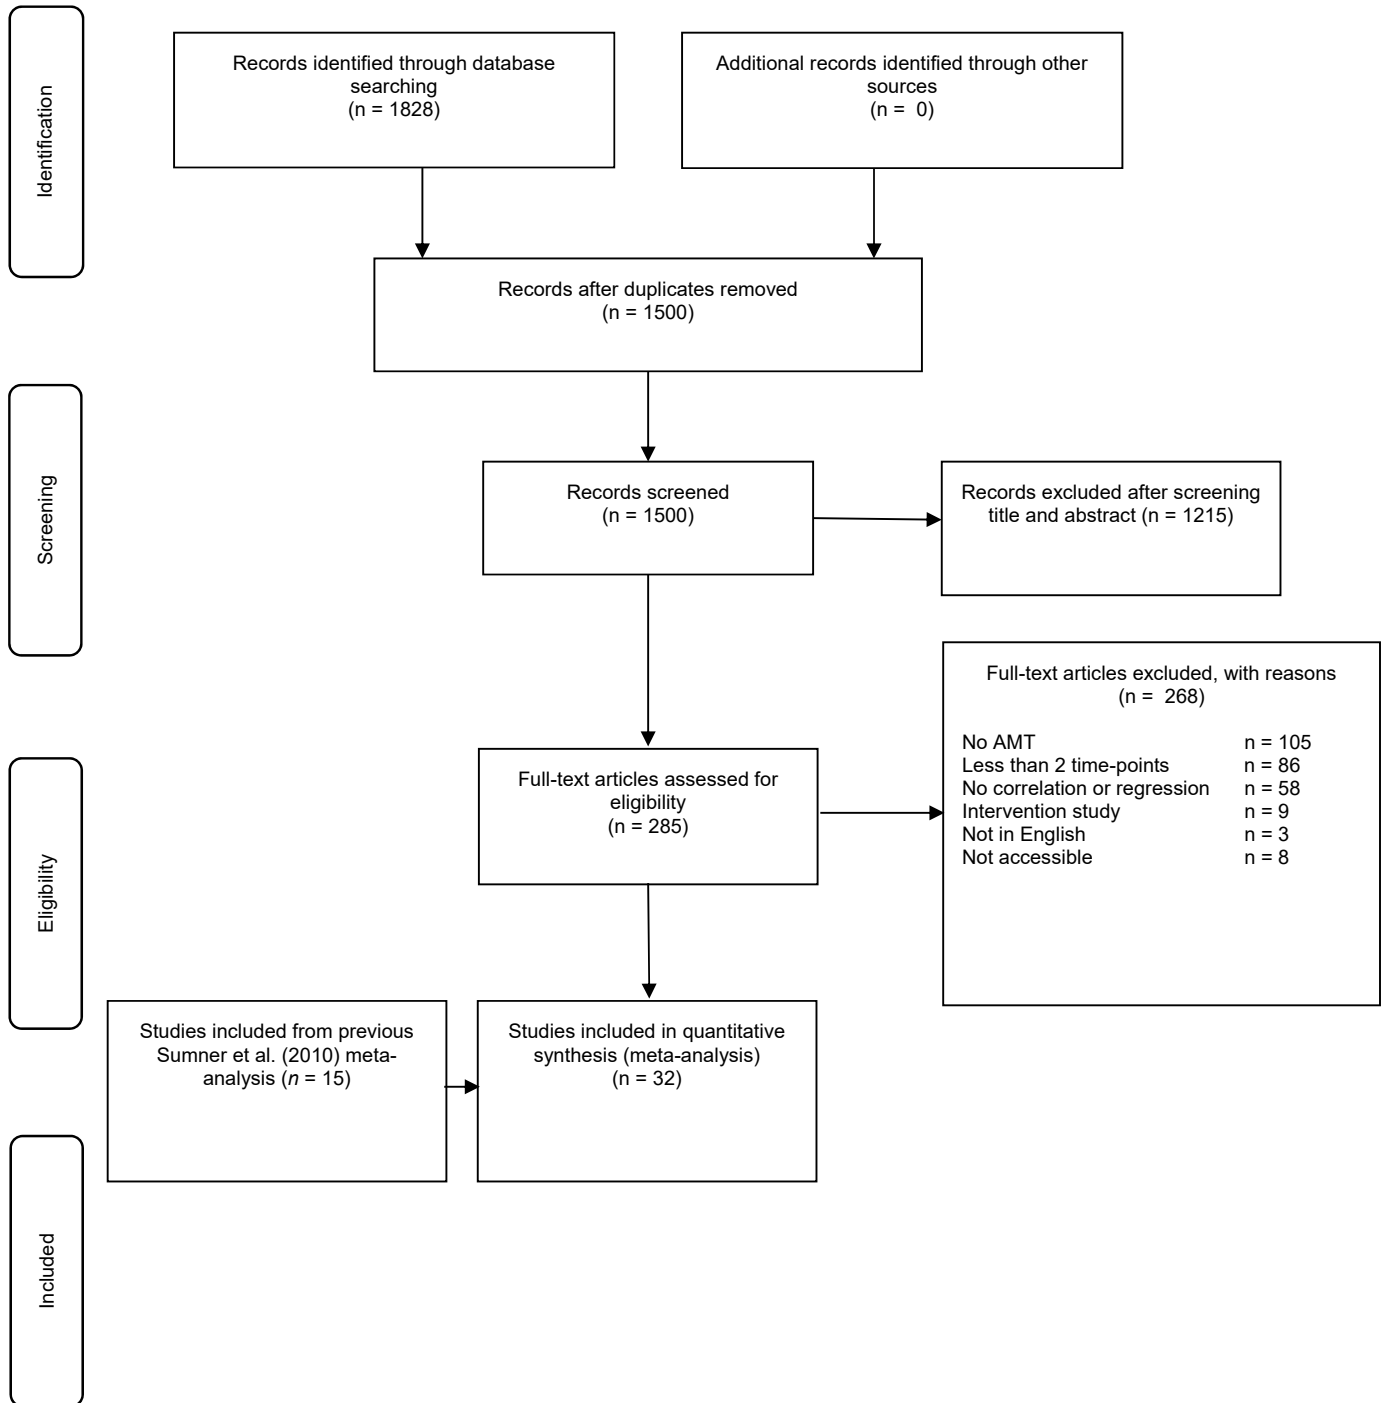 Identification
Records identified through database
searching
(n = 1828)
Additional records identified through other
sources
(n =  0)
Records after duplicates removed
(n = 1500)
Screening
Records screened
(n = 1500)
Records excluded after screening
title and abstract (n = 1215)
Eligibility
Full-text articles assessed for
eligibility
(n = 285)
Full-text articles excluded, with reasons
(n =  268)
No AMT n = 105
Less than 2 time-points n = 86
No correlation or regression n = 58
Intervention study n = 9
Not in English n = 3
Not accessible n = 8
Included
Studies included from previous
Sumner et al. (2010) meta-
analysis (n = 15)
Studies included in quantitative
synthesis (meta-analysis)
(n = 32)